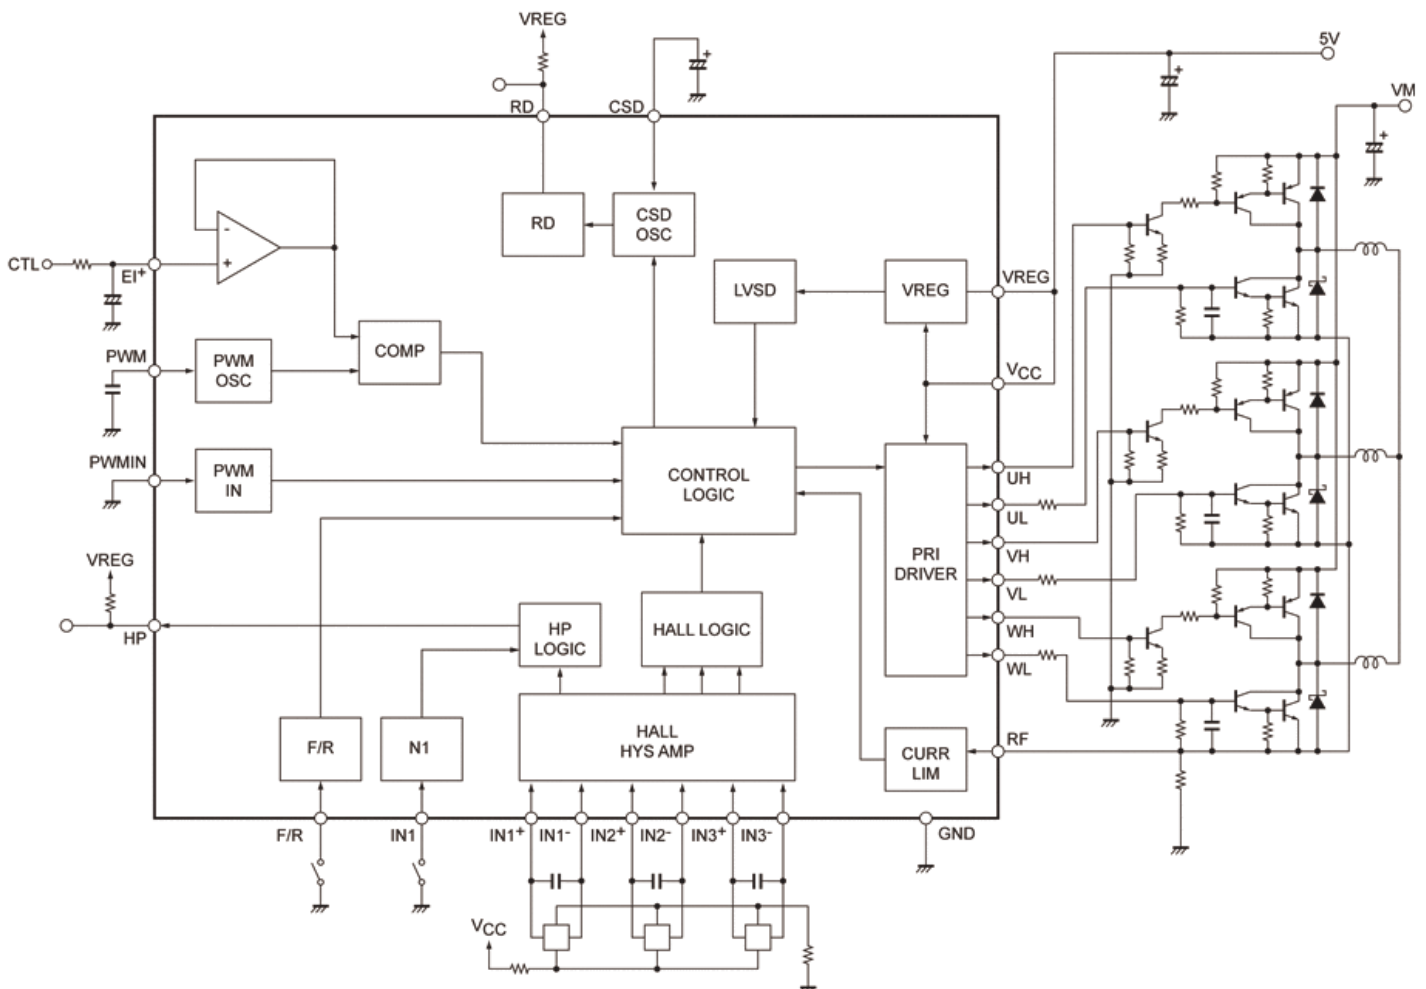 VREG
5V
VM
RD
CSD
RD
CSD
OSC
-
+
CTL
EI+
LVSD
VREG
VREG
PWM
PWM
OSC
COMP
VCC
PWMIN
PWM
IN
CONTROL
LOGIC
UH
UL
VH
VL
WH
WL
PRI
DRIVER
VREG
HP
HP
LOGIC
HALL LOGIC
F/R
N1
HALL
HYS AMP
CURR
LIM
RF
F/R
IN1
IN1+
IN1-
IN2+
IN2-
IN3+
IN3-
GND
VCC
+
+
+